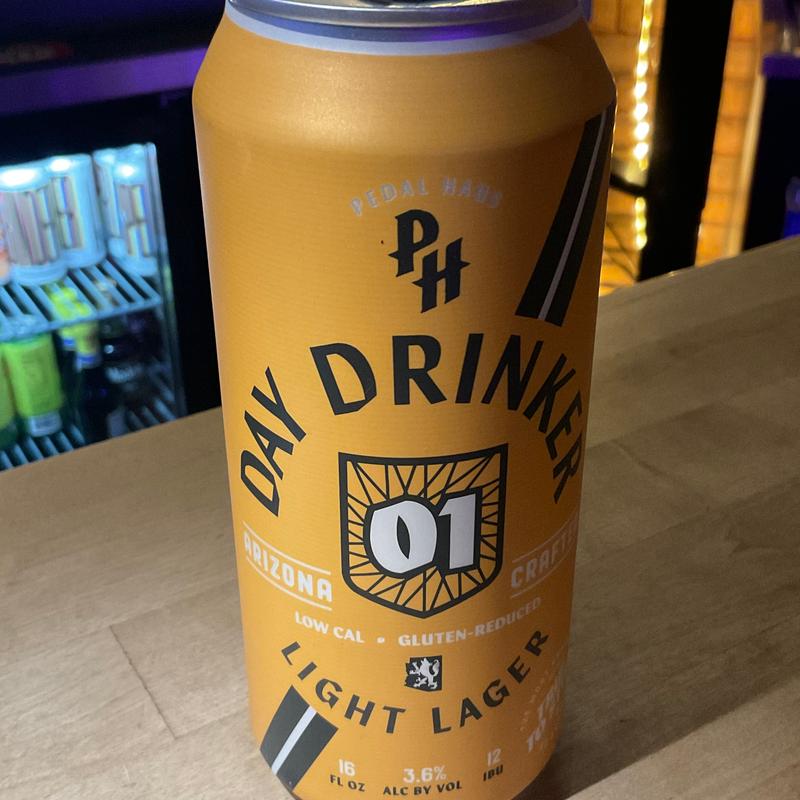 PEDAL HAUS
PH
DAY DRINKER
01
ARIZONA
CRAFTED
LOW CAL • GLUTEN-REDUCED
LIGHT LAGER
16
FL OZ
3.6%
ALC BY VOL
12
IBU